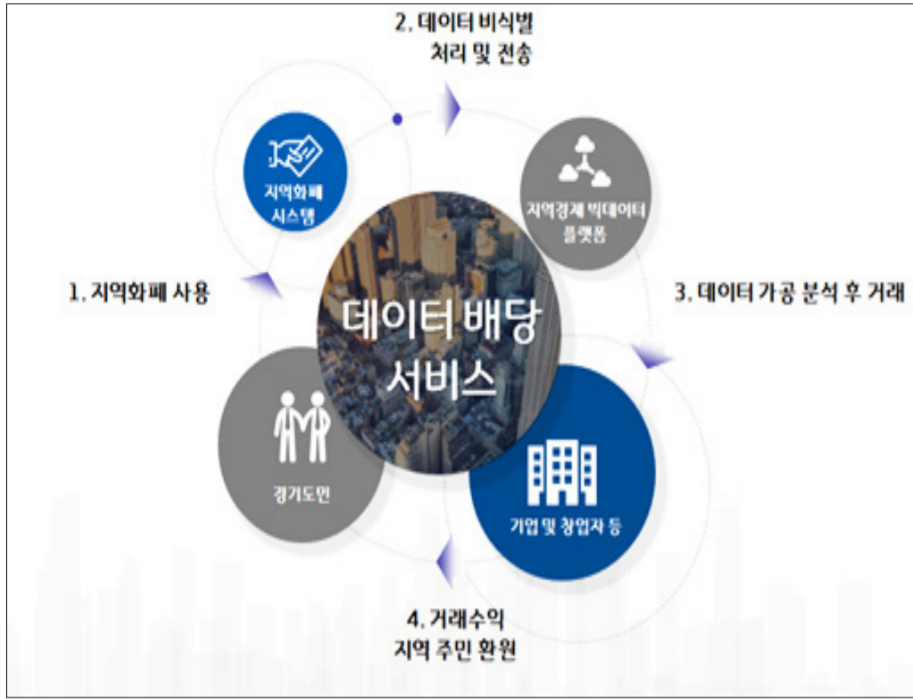 2. 데이터 비식별
처리 및 전송
지역화폐
시스템
지역경제 빅데이터
플랫폼
1. 지역화폐 사용
3. 데이터 가공 분석 후 거래
데이터 배당
서비스
경기도민
기업 및 창업자 등
4. 거래수익
지역 주민 환원